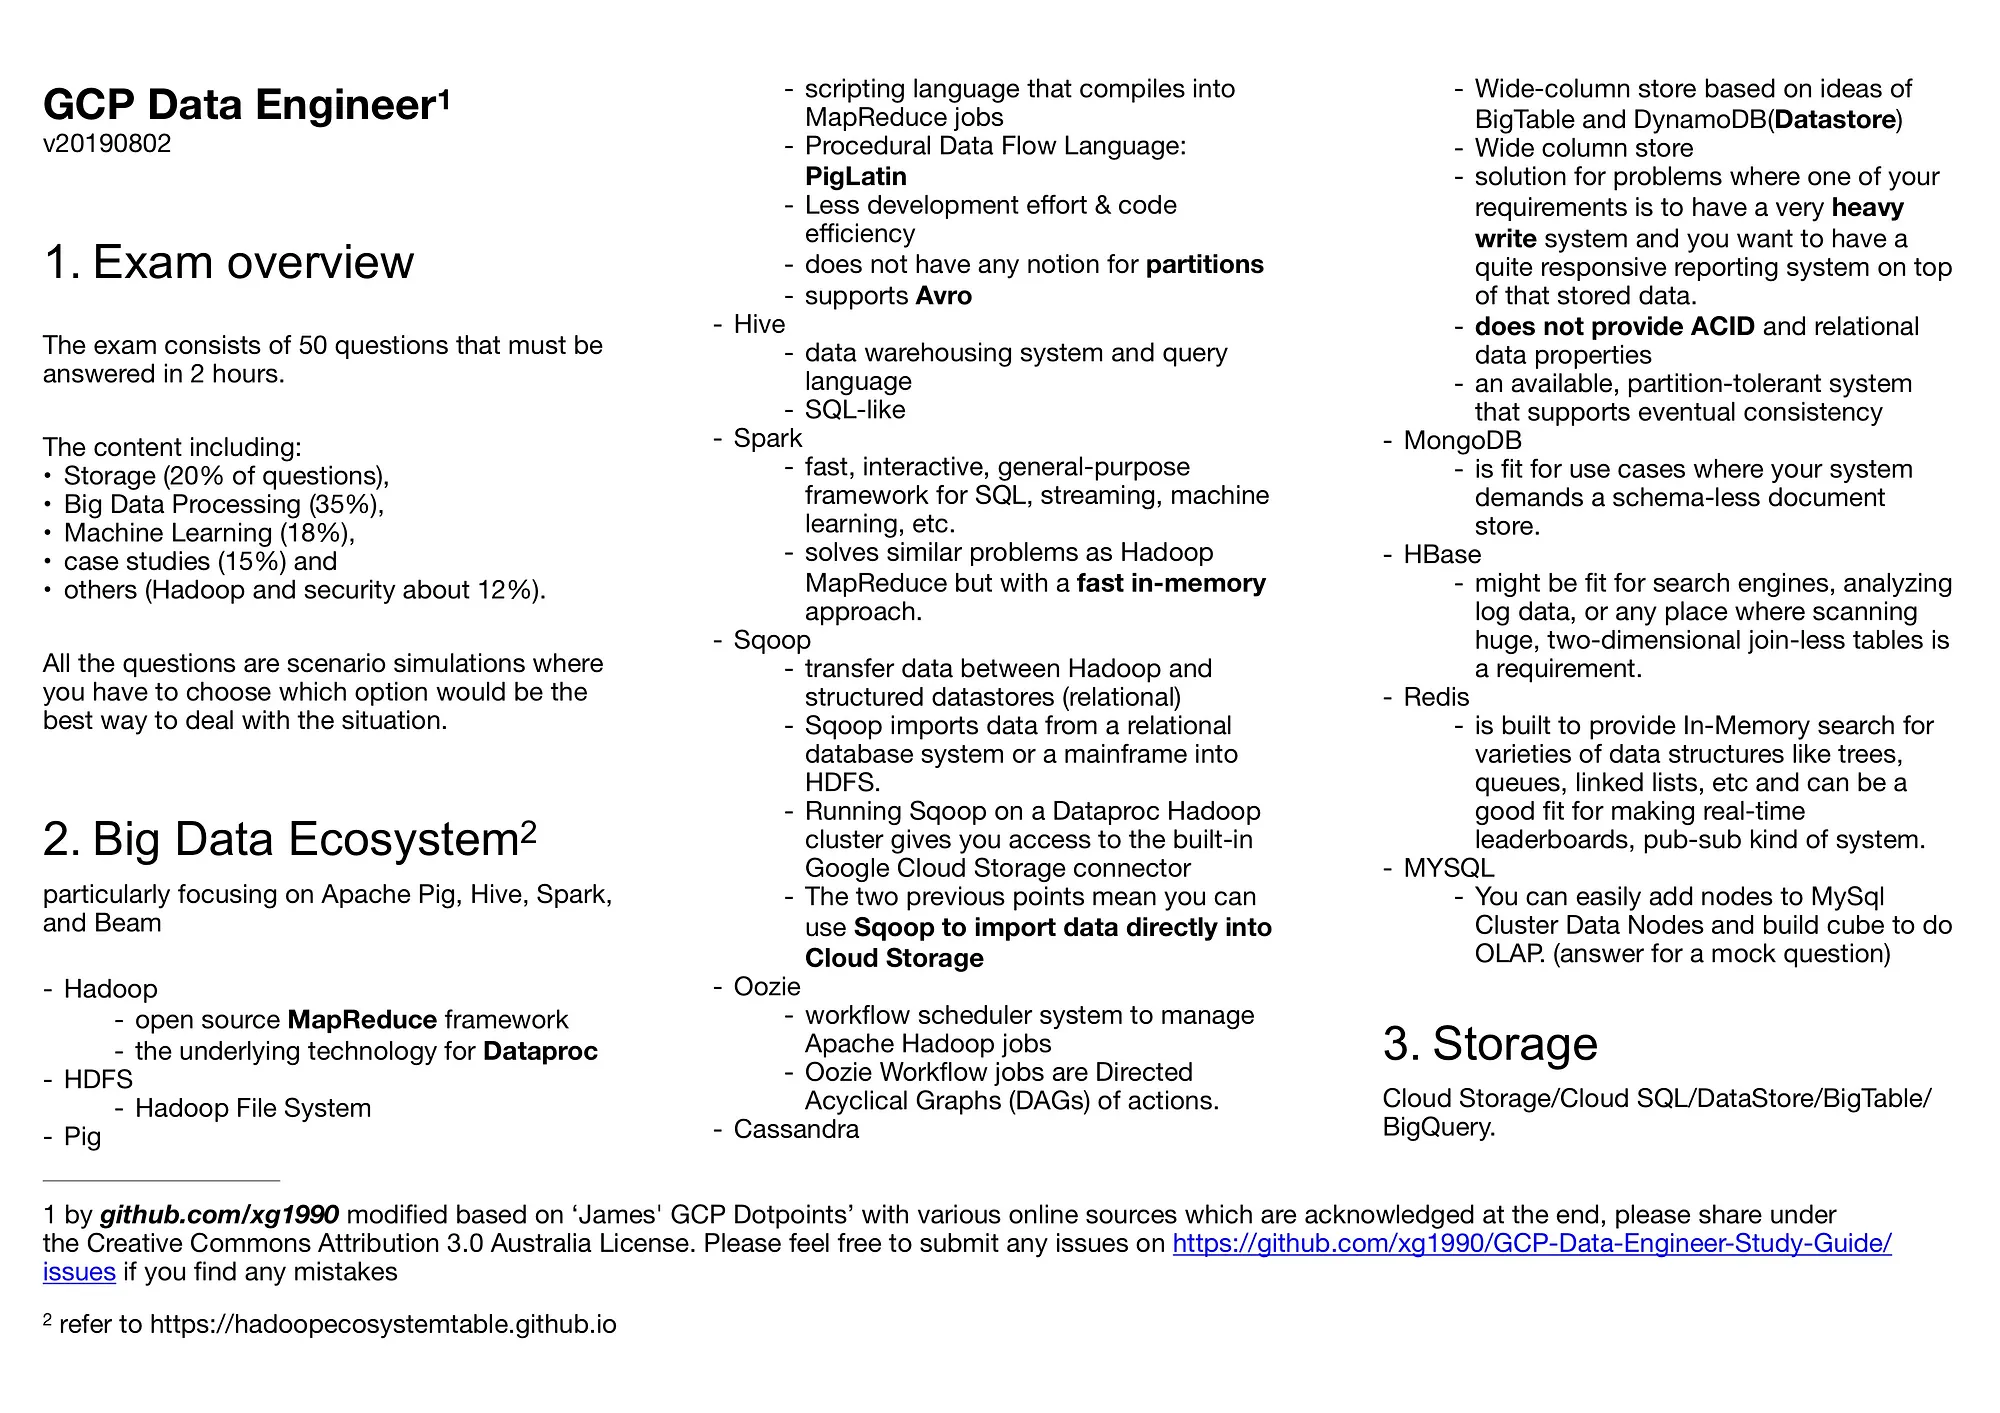 GCP Data Engineer¹
v20190802
1. Exam overview
The exam consists of 50 questions that must be
answered in 2 hours.
The content including:
• Storage (20% of questions),
• Big Data Processing (35%),
• Machine Learning (18%),
• case studies (15%) and
• others (Hadoop and security about 12%).
All the questions are scenario simulations where
you have to choose which option would be the
best way to deal with the situation.
2. Big Data Ecosystem²
particularly focusing on Apache Pig, Hive, Spark,
and Beam
- Hadoop
- open source MapReduce framework
- the underlying technology for Dataproc
- HDFS
- Hadoop File System
- Pig
- scripting language that compiles into
MapReduce jobs
- Procedural Data Flow Language:
PigLatin
- Less development effort & code
efficiency
- does not have any notion for partitions
- supports Avro
- Hive
- data warehousing system and query
language
- SQL-like
- Spark
- fast, interactive, general-purpose
framework for SQL, streaming, machine
learning, etc.
- solves similar problems as Hadoop
MapReduce but with a fast in-memory
approach.
- Sqoop
- transfer data between Hadoop and
structured datastores (relational)
- Sqoop imports data from a relational
database system or a mainframe into
HDFS.
- Running Sqoop on a Dataproc Hadoop
cluster gives you access to the built-in
Google Cloud Storage connector
- The two previous points mean you can
use Sqoop to import data directly into
Cloud Storage
- Oozie
- workflow scheduler system to manage
Apache Hadoop jobs
- Oozie Workflow jobs are Directed
Acyclical Graphs (DAGs) of actions.
- Cassandra
- Wide-column store based on ideas of
BigTable and DynamoDB(Datastore)
- Wide column store
- solution for problems where one of your
requirements is to have a very heavy
write system and you want to have a
quite responsive reporting system on top
of that stored data.
- does not provide ACID and relational
data properties
- an available, partition-tolerant system
that supports eventual consistency
- MongoDB
- is fit for use cases where your system
demands a schema-less document
store.
- HBase
- might be fit for search engines, analyzing
log data, or any place where scanning
huge, two-dimensional join-less tables is
a requirement.
- Redis
- is built to provide In-Memory search for
varieties of data structures like trees,
queues, linked lists, etc and can be a
good fit for making real-time
leaderboards, pub-sub kind of system.
- MYSQL
- You can easily add nodes to MySql
Cluster Data Nodes and build cube to do
OLAP. (answer for a mock question)
3. Storage
Cloud Storage/Cloud SQL/DataStore/BigTable/
BigQuery.
1 by github.com/xg1990 modified based on ‘James' GCP Dotpoints’ with various online sources which are acknowledged at the end, please share under
the Creative Commons Attribution 3.0 Australia License. Please feel free to submit any issues on https://github.com/xg1990/GCP-Data-Engineer-Study-Guide/
issues if you find any mistakes
² refer to https://hadoopecosystemtable.github.io